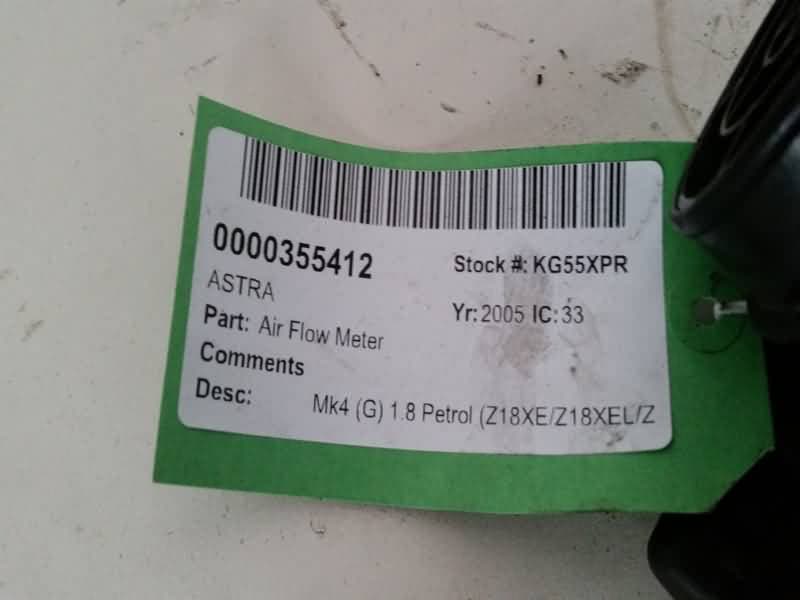 0000355412
Stock #: KG55XPR
ASTRA
Yr: 2005 IC: 33
Part: Air Flow Meter
Comments
Desc: Mk4 (G) 1.8 Petrol (Z18XE/Z18XEL/Z